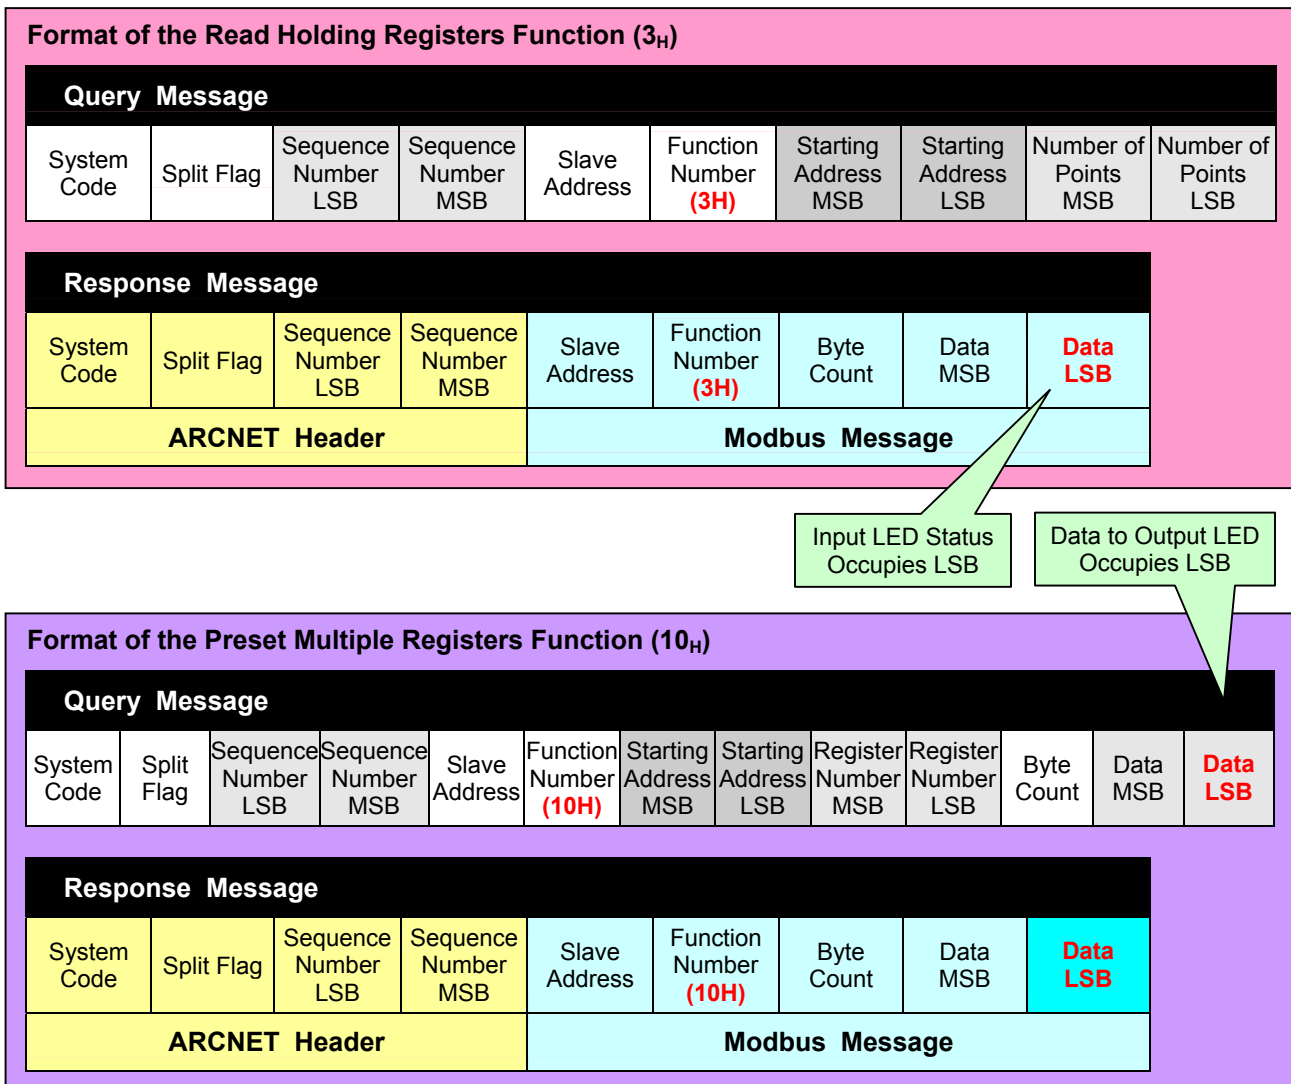 Format of the Read Holding Registers Function (3H)
Query Message
System Code
Split Flag
Sequence Number LSB
Sequence Number MSB
Slave Address
Function Number (3H)
Starting Address MSB
Starting Address LSB
Number of Points MSB
Number of Points LSB
Response Message
System Code
Split Flag
Sequence Number LSB
Sequence Number MSB
Slave Address
Function Number (3H)
Byte Count
Data MSB
Data LSB
ARCNET Header
Modbus Message
Input LED Status
Occupies LSB
Data to Output LED
Occupies LSB
Format of the Preset Multiple Registers Function (10H)
Query Message
System Code
Split Flag
Sequence Number LSB
Sequence Number MSB
Slave Address
Function Number (10H)
Starting Address MSB
Starting Address LSB
Register Number MSB
Register Number LSB
Byte Count
Data MSB
Data LSB
Response Message
System Code
Split Flag
Sequence Number LSB
Sequence Number MSB
Slave Address
Function Number (10H)
Byte Count
Data MSB
Data LSB
ARCNET Header
Modbus Message